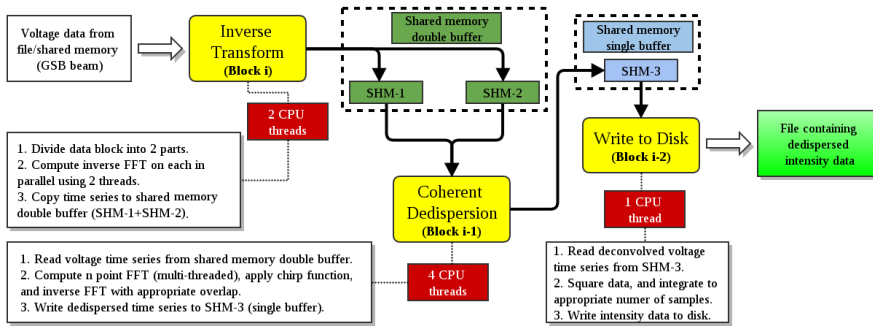 Voltage data from
file/shared memory
(GSB beam)
Inverse
Transform
(Block i)
Shared memory
double buffer
SHM-1
SHM-2
Shared memory
single buffer
SHM-3
2 CPU
threads
Write to Disk
(Block i-2)
File containing
dedispersed
intensity data
1. Divide data block into 2 parts.
2. Compute inverse FFT on each in
parallel using 2 threads.
3. Copy time series to shared memory
double buffer (SHM-1+SHM-2).
Coherent
Dedispersion
(Block i-1)
1 CPU
thread
1. Read voltage time series from shared memory double buffer.
2. Compute n point FFT (multi-threaded), apply chirp function,
and inverse FFT with appropriate overlap.
3. Write dedispersed time series to SHM-3 (single buffer).
4 CPU
threads
1. Read deconvolved voltage
time series from SHM-3.
2. Square data, and integrate to
appropriate numer of samples.
3. Write intensity data to disk.